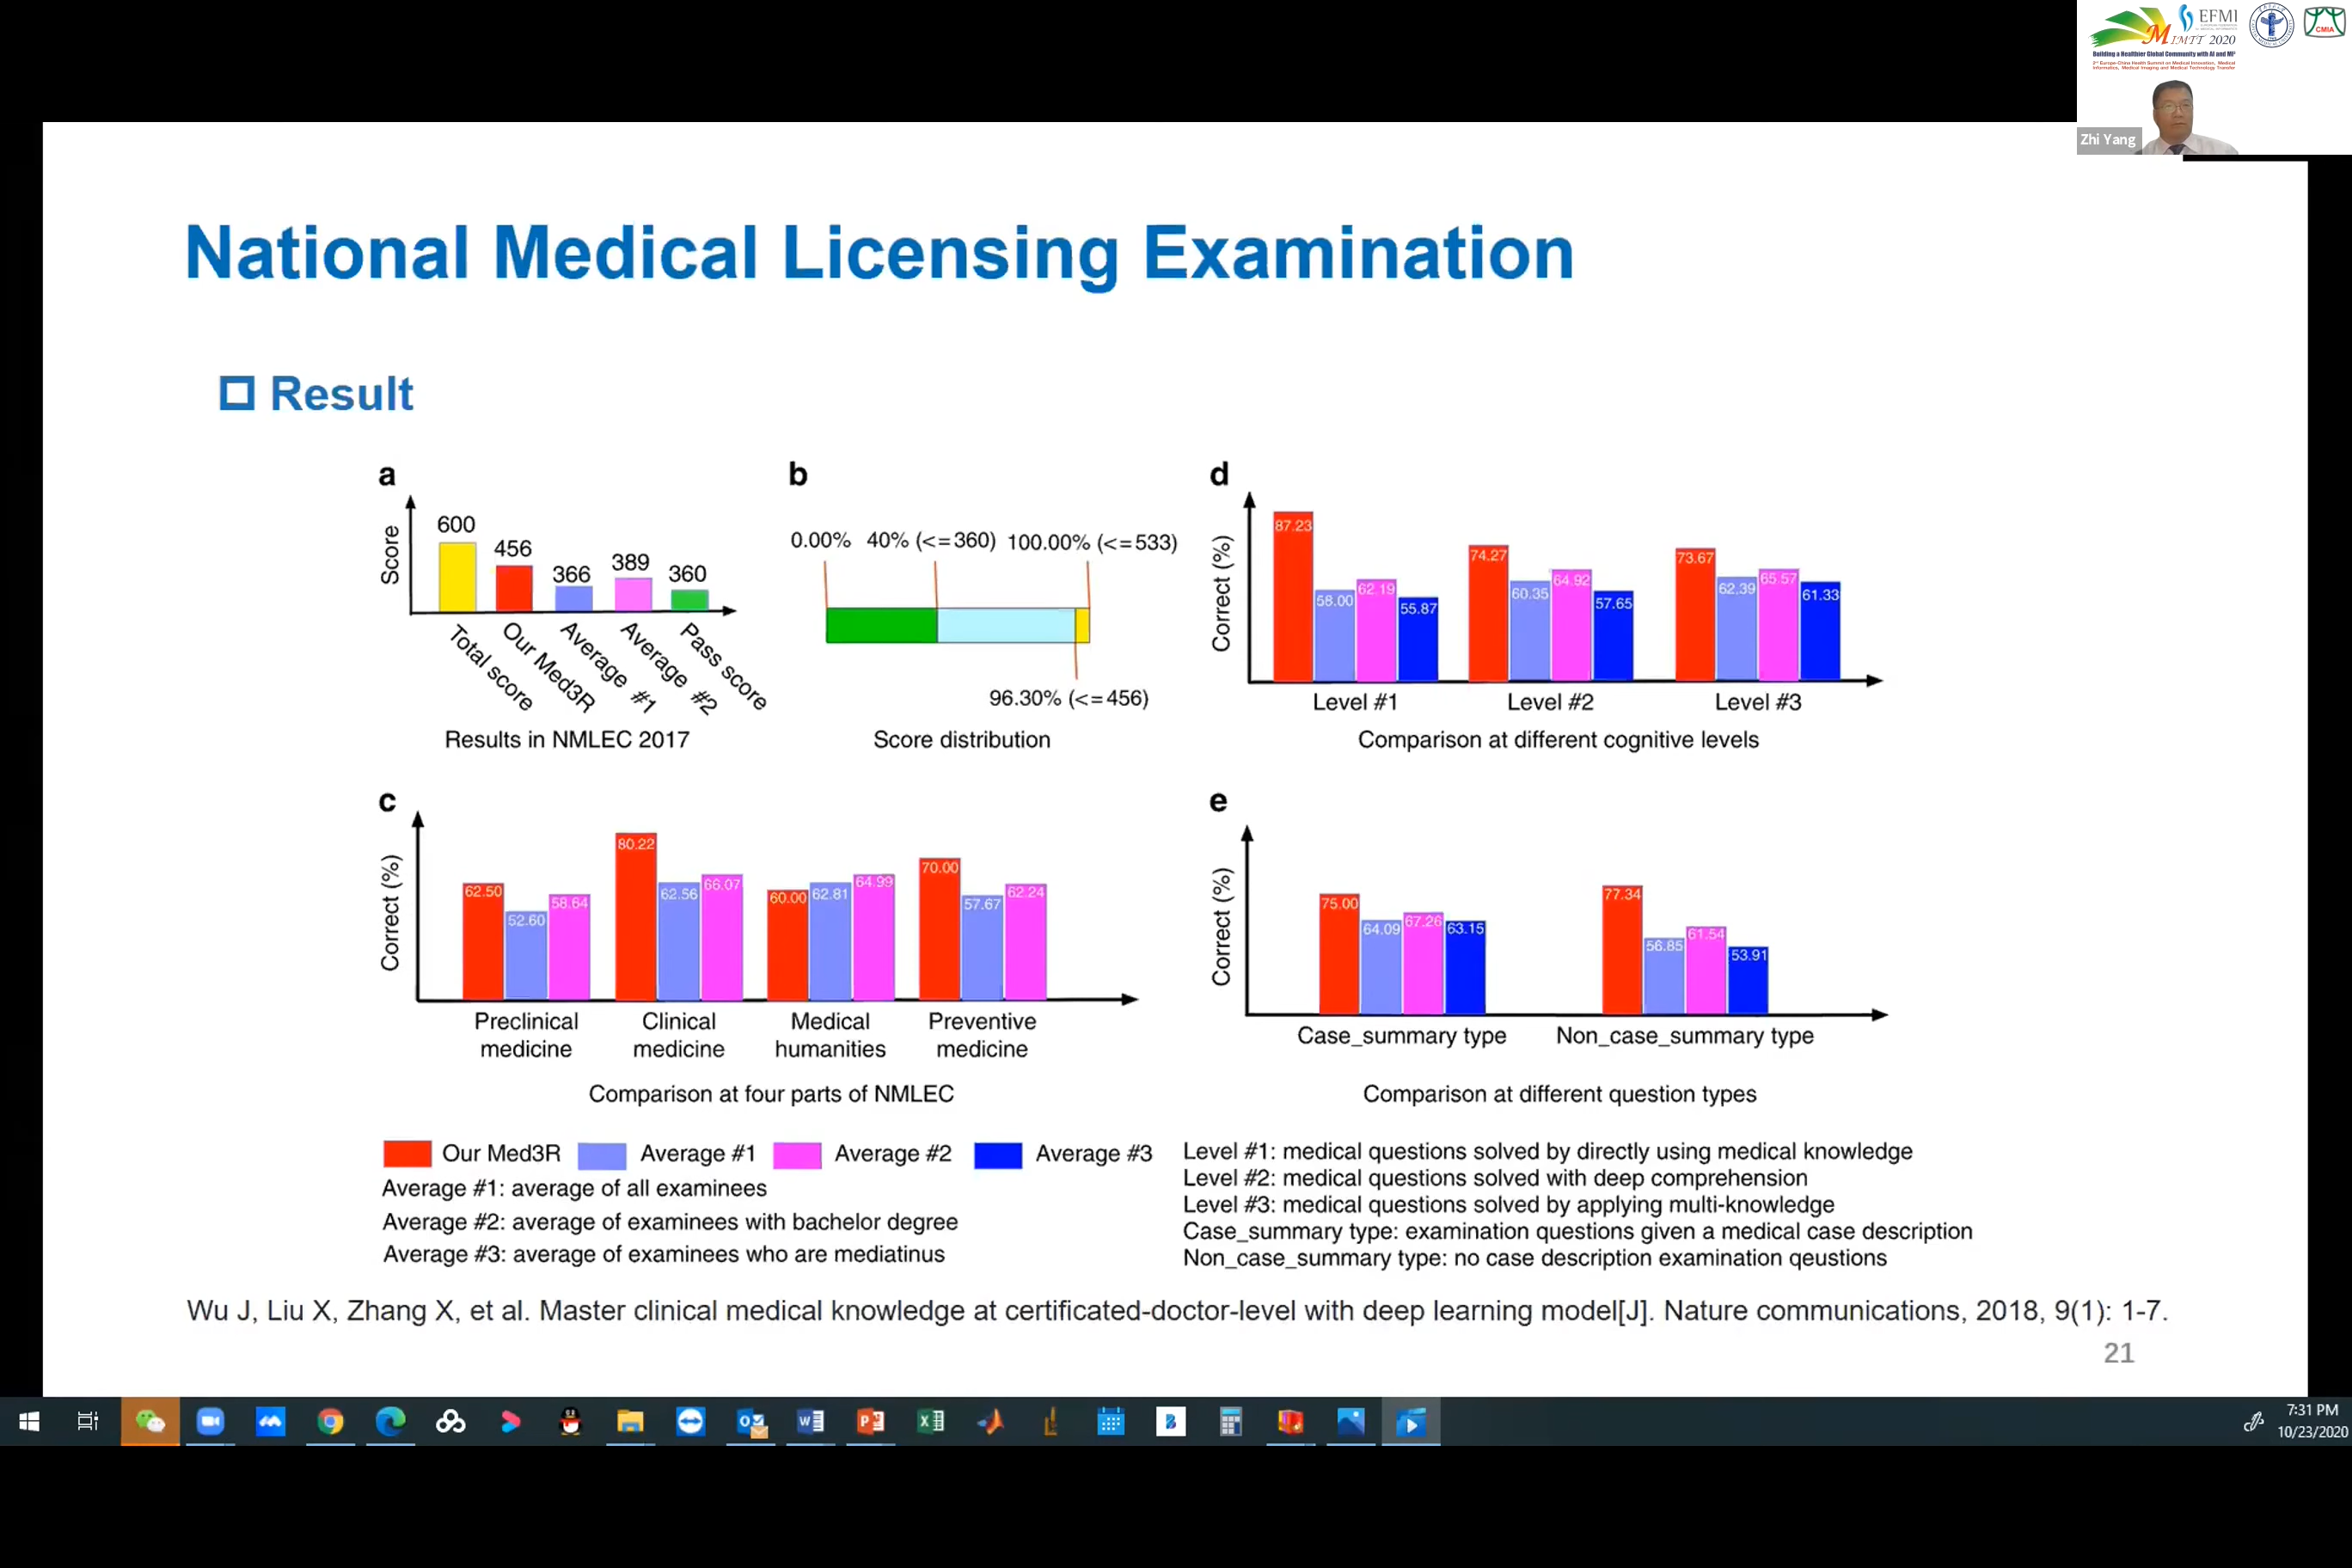 EFMI
MIMTT 2020
CMIA
Building a Healthier Global Community with AI and MI²
Zhi Yang
National Medical Licensing Examination
Result
a
Score
600
456
366
389
360
Total score
Our Med3R
Average #1
Average #2
Pass score
Results in NMLEC 2017
b
0.00%
40% (<=360)
100.00% (<=533)
96.30% (<=456)
Score distribution
d
Correct (%)
87.23
58.00
62.19
55.87
74.27
60.35
64.92
57.65
73.67
62.39
65.57
61.33
Level #1
Level #2
Level #3
Comparison at different cognitive levels
c
Correct (%)
62.50
52.60
58.64
80.22
62.56
66.07
60.00
62.81
64.99
70.00
57.67
62.24
Preclinical
medicine
Clinical
medicine
Medical
humanities
Preventive
medicine
Comparison at four parts of NMLEC
e
Correct (%)
75.00
64.09
67.26
63.15
77.34
56.85
61.54
53.91
Case_summary type
Non_case_summary type
Comparison at different question types
Our Med3R
Average #1
Average #2
Average #3
Average #1: average of all examinees
Average #2: average of examinees with bachelor degree
Average #3: average of examinees who are mediatinus
Level #1: medical questions solved by directly using medical knowledge
Level #2: medical questions solved with deep comprehension
Level #3: medical questions solved by applying multi-knowledge
Case_summary type: examination questions given a medical case description
Non_case_summary type: no case description examination qeustions
Wu J, Liu X, Zhang X, et al. Master clinical medical knowledge at certificated-doctor-level with deep learning model[J]. Nature communications, 2018, 9(1): 1-7.
21
7:31 PM
10/23/2020